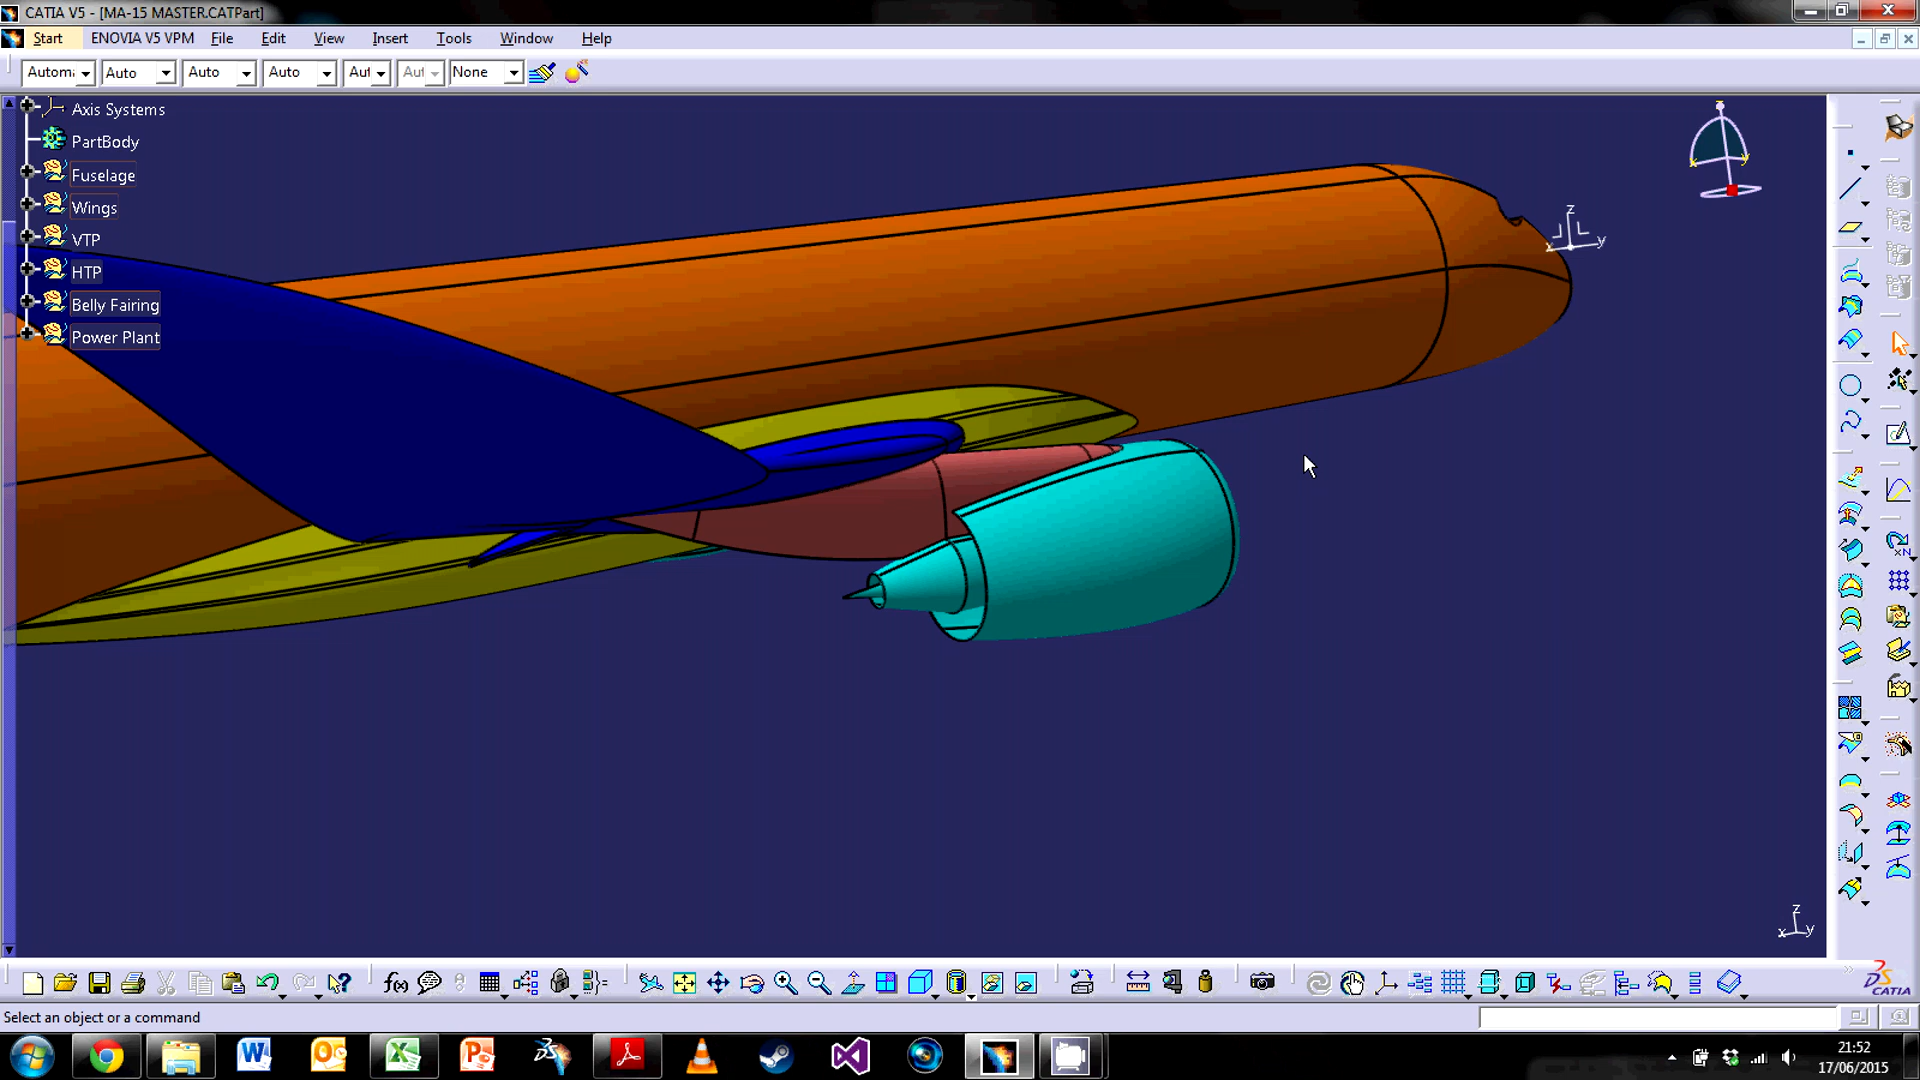 CATIA V5 - [MA-15 MASTER.CATPart]
Start ENOVIA V5 VPM File Edit View Insert Tools Window Help
Auto Auto Auto Aut Aut None
Axis Systems
PartBody
Fuselage
Wings
VTP
HTP
Belly Fairing
Power Plant
z
x y
z
x y
f(x)
CATIA
Select an object or a command
21:52
17/06/2015